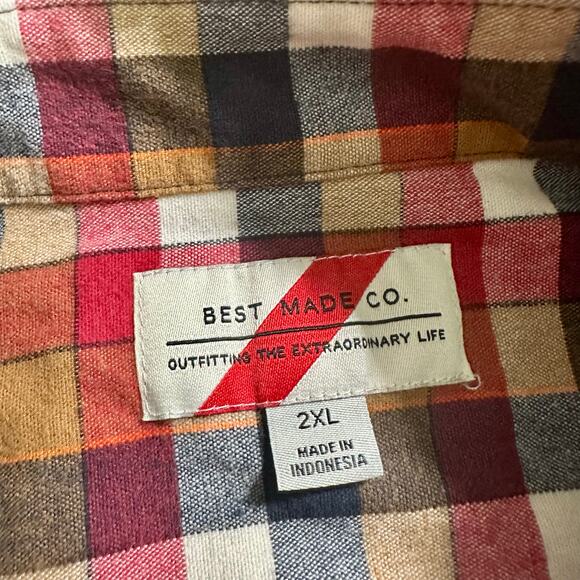 BEST MADE CO.
OUTFITTING THE EXTRAORDINARY LIFE
2XL
MADE IN
INDONESIA